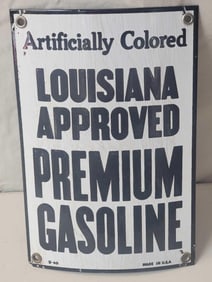 Artificially Colored
LOUISIANA
APPROVED
PREMIUM
GASOLINE
MADE IN U.S.A.